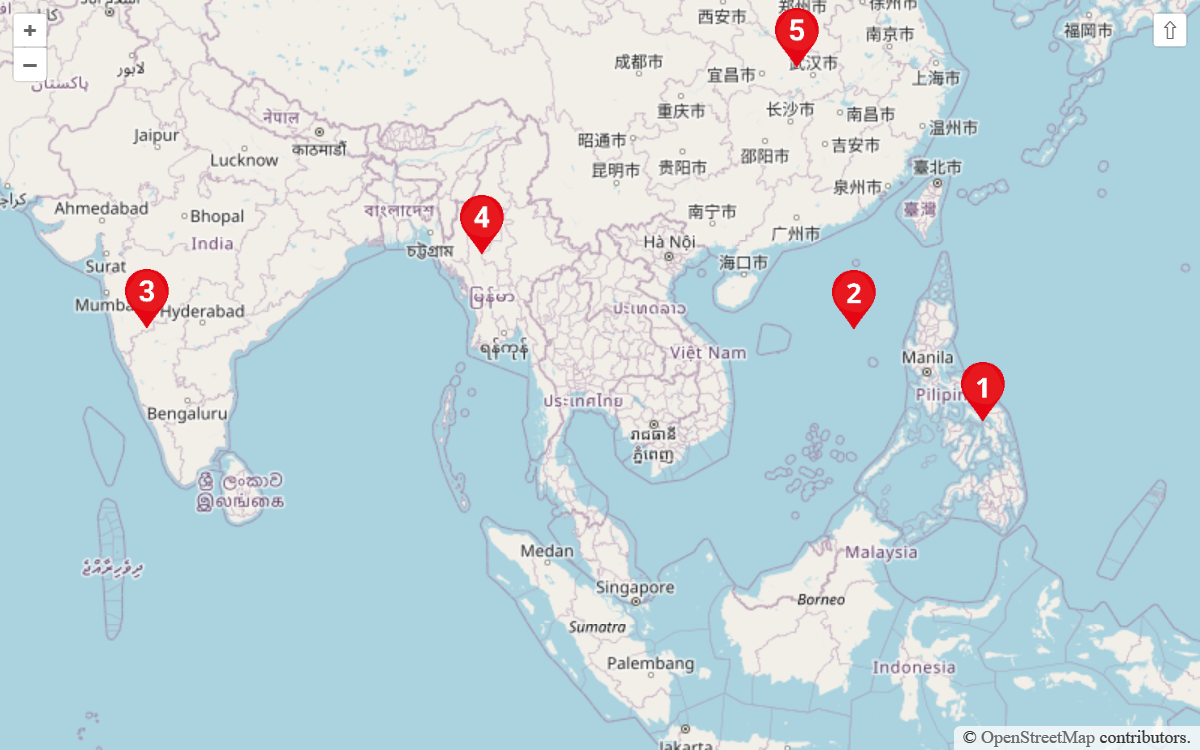 +
−
⇧
西安市
郑州市
徐州市
福岡市
南京市
لاہور
پاکستان
成都市
宜昌市
5
武汉市
上海市
重庆市
长沙市
南昌市
नेपाल
Jaipur
Lucknow
काठमाडौँ
昭通市
邵阳市
吉安市
温州市
昆明市
贵阳市
臺北市
泉州市
Ahmedabad
Bhopal
বাংলাদেশ
4
南宁市
臺灣
India
চট্টগ্রাম
Hà Nội
广州市
Surat
海口市
3
2
Mumba
Hyderabad
မြန်မာ
ປະເທດລາວ
ရန်ကုန်
Việt Nam
Manila
1
Pilipin
ประเทศไทย
Bengaluru
រាជធានី
ភ្នំពេញ
ශ්‍රී ලංකාව
இலங்கை
Medan
Malaysia
ދިވެހިރާއްޖެ
Singapore
Borneo
Sumatra
Palembang
Indonesia
Jakarta
© OpenStreetMap contributors.